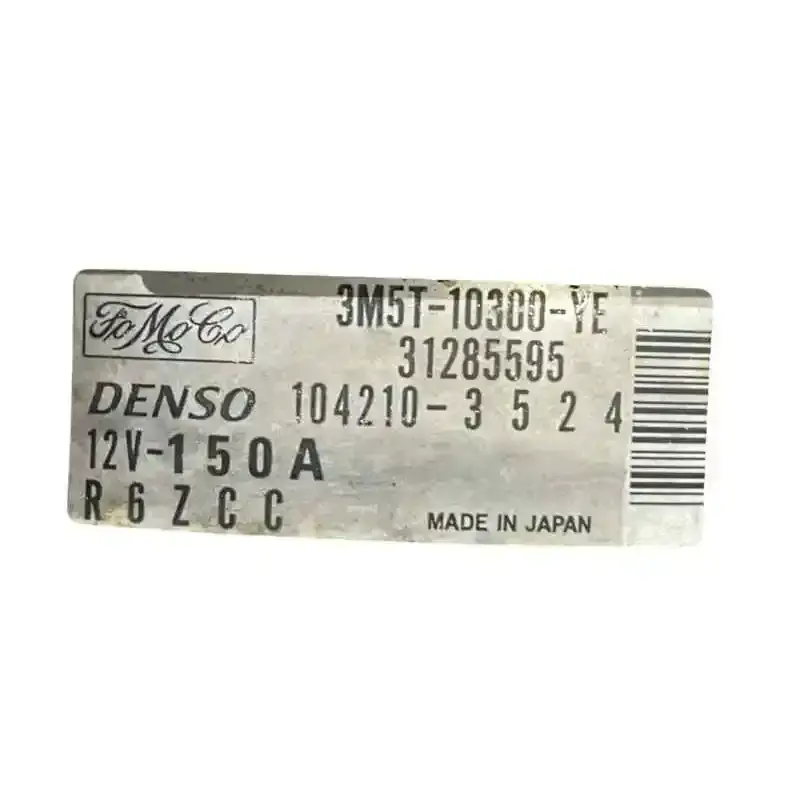 FoMoCo
3M5T-10300-YE
31285595
DENSO 104210-3524
12V-150A
R6ZCC
MADE IN JAPAN